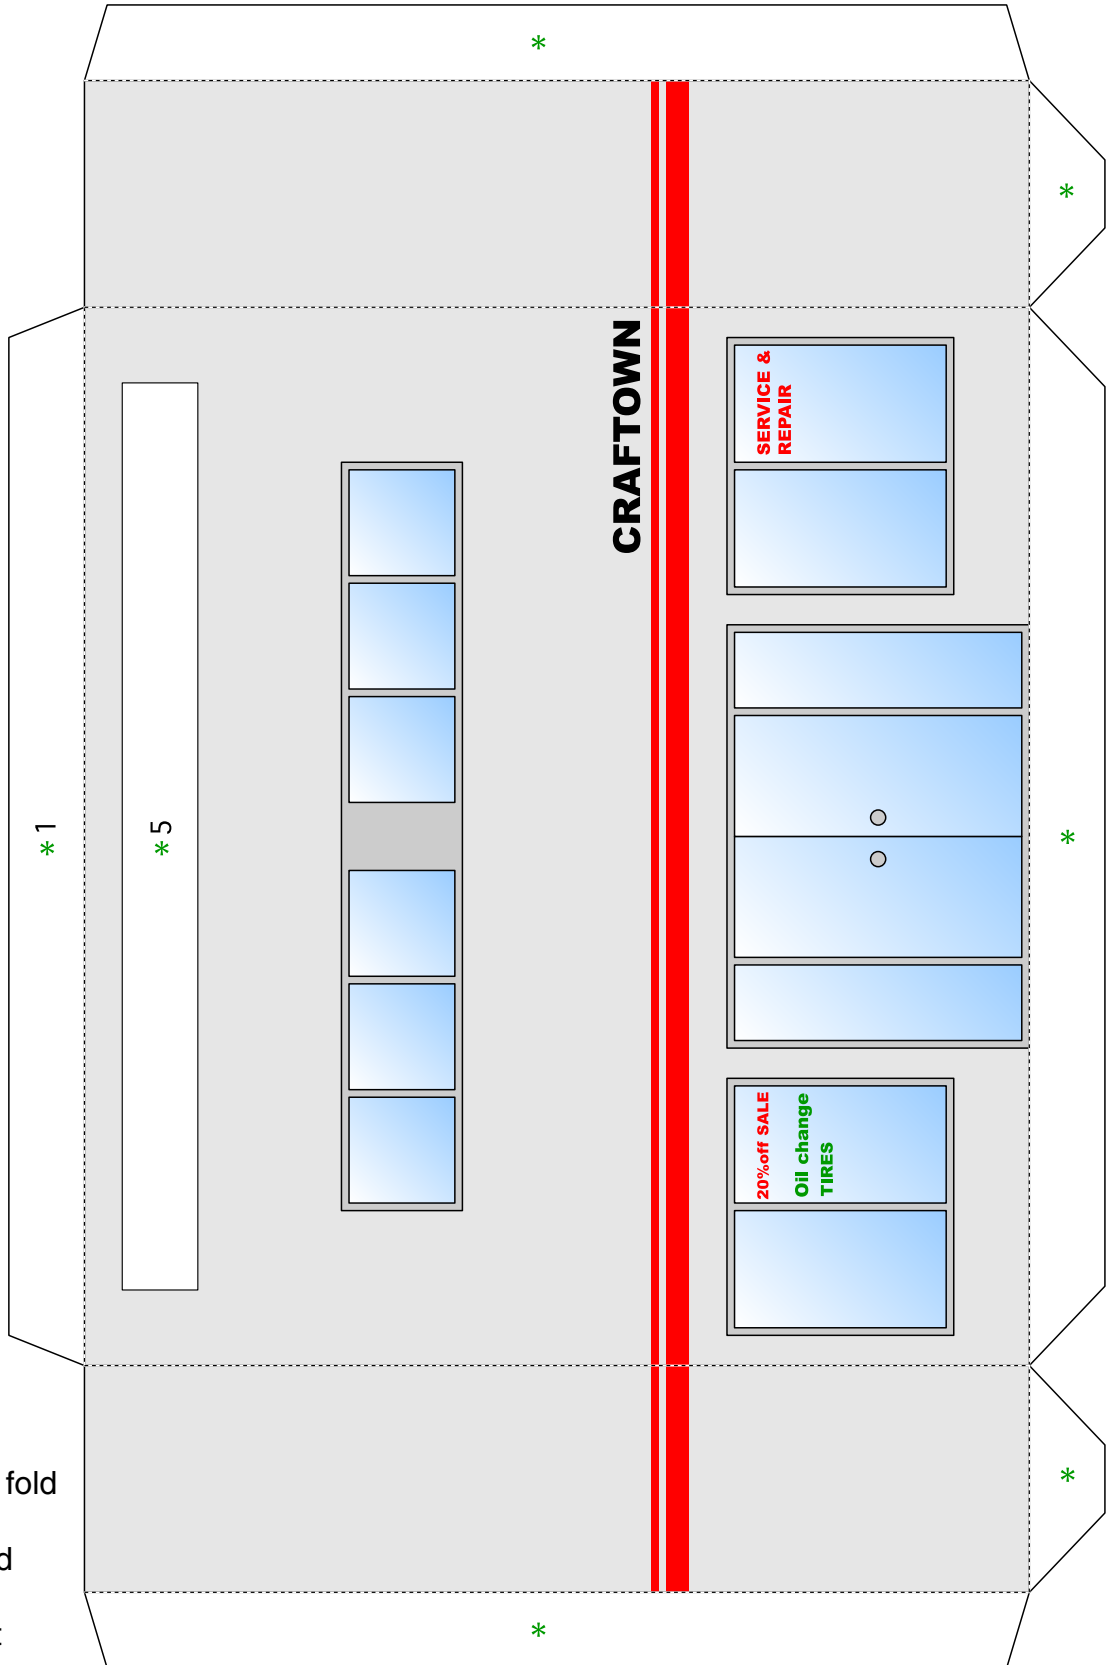 *
*
CRAFTOWN
SERVICE &
REPAIR
* 1
* 5
*
20%off SALE
Oil change
TIRES
fold
*
*